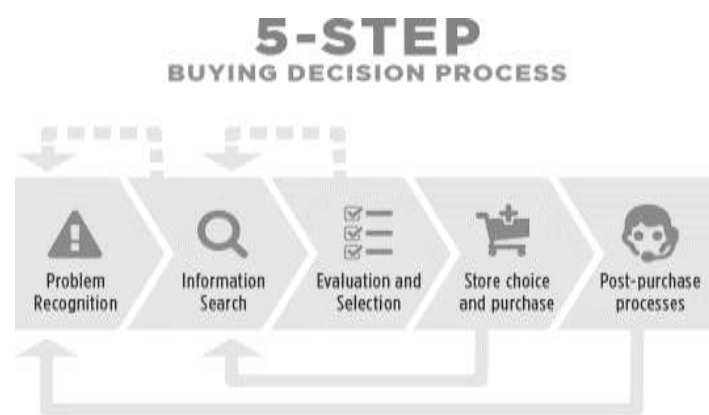 5-STEP
BUYING DECISION PROCESS
Problem
Recognition
Information
Search
Evaluation and
Selection
Store choice
and purchase
Post-purchase
processes